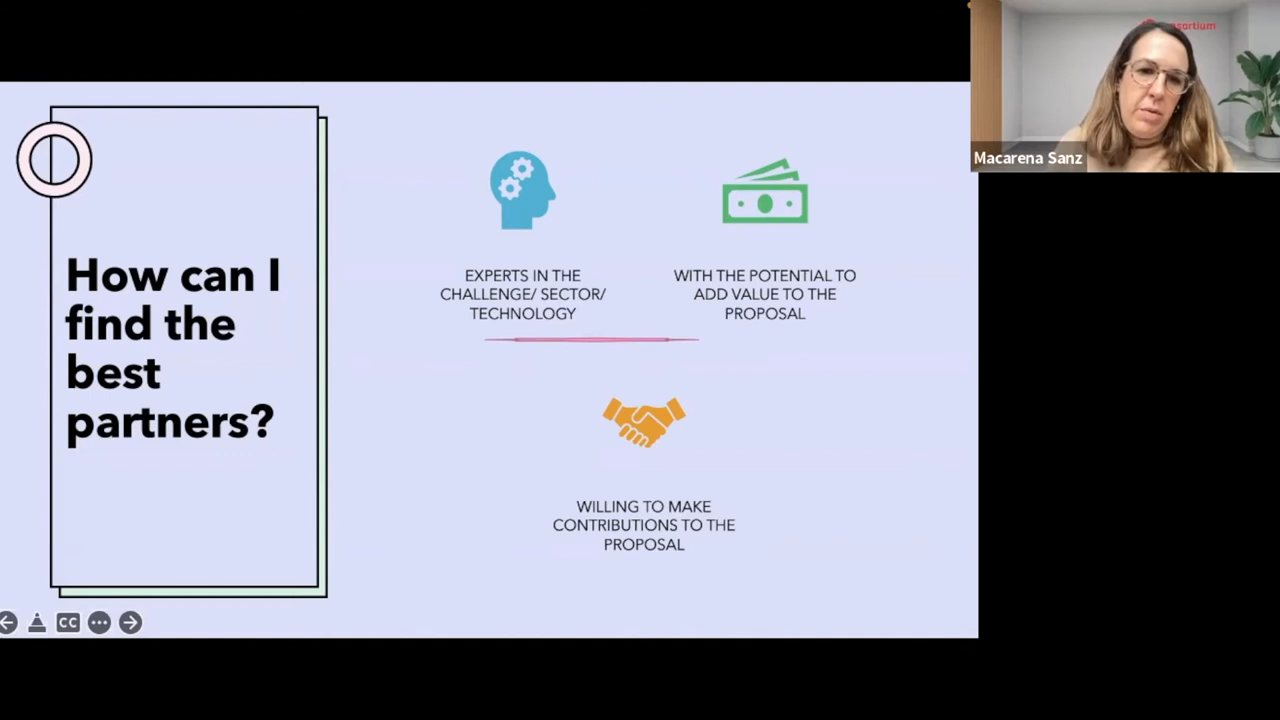 How can I
find the
best
partners?
EXPERTS IN THE
CHALLENGE/ SECTOR/
TECHNOLOGY
WITH THE POTENTIAL TO
ADD VALUE TO THE
PROPOSAL
WILLING TO MAKE
CONTRIBUTIONS TO THE
PROPOSAL
CC
Macarena Sanz